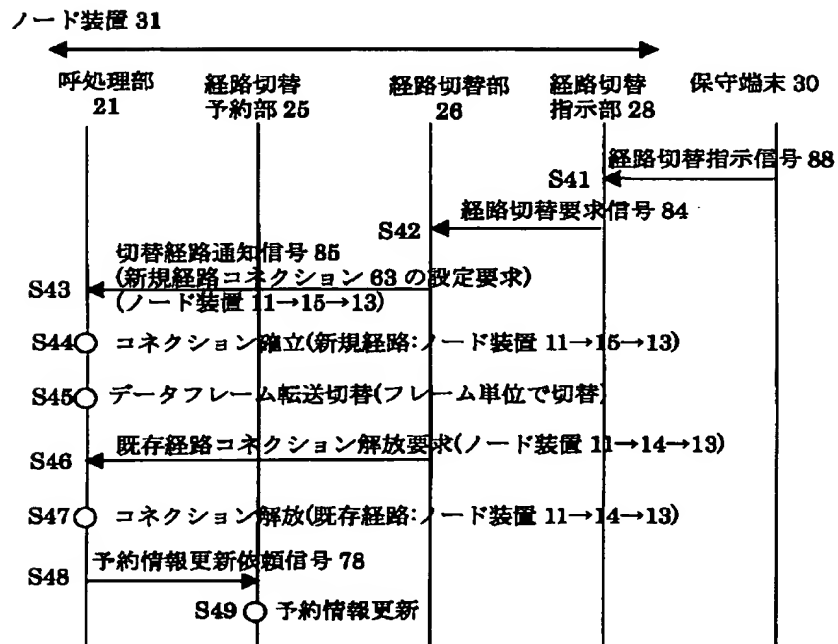 ノード装置 31
呼処理部
21
経路切替
予約部 25
経路切替部
26
経路切替
指示部 28
保守端末 30
経路切替指示信号 88
S41
経路切替要求信号 84
S42
切替経路通知信号 85
(新規経路コネクション 63 の設定要求)
(ノード装置 11→15→13)
S43
S44 コネクション確立(新規経路:ノード装置 11→15→13)
S45 データフレーム転送切替(フレーム単位で切替)
既存経路コネクション解放要求(ノード装置 11→14→13)
S46
S47 コネクション解放(既存経路:ノード装置 11→14→13)
予約情報更新依頼信号 78
S48
S49 予約情報更新